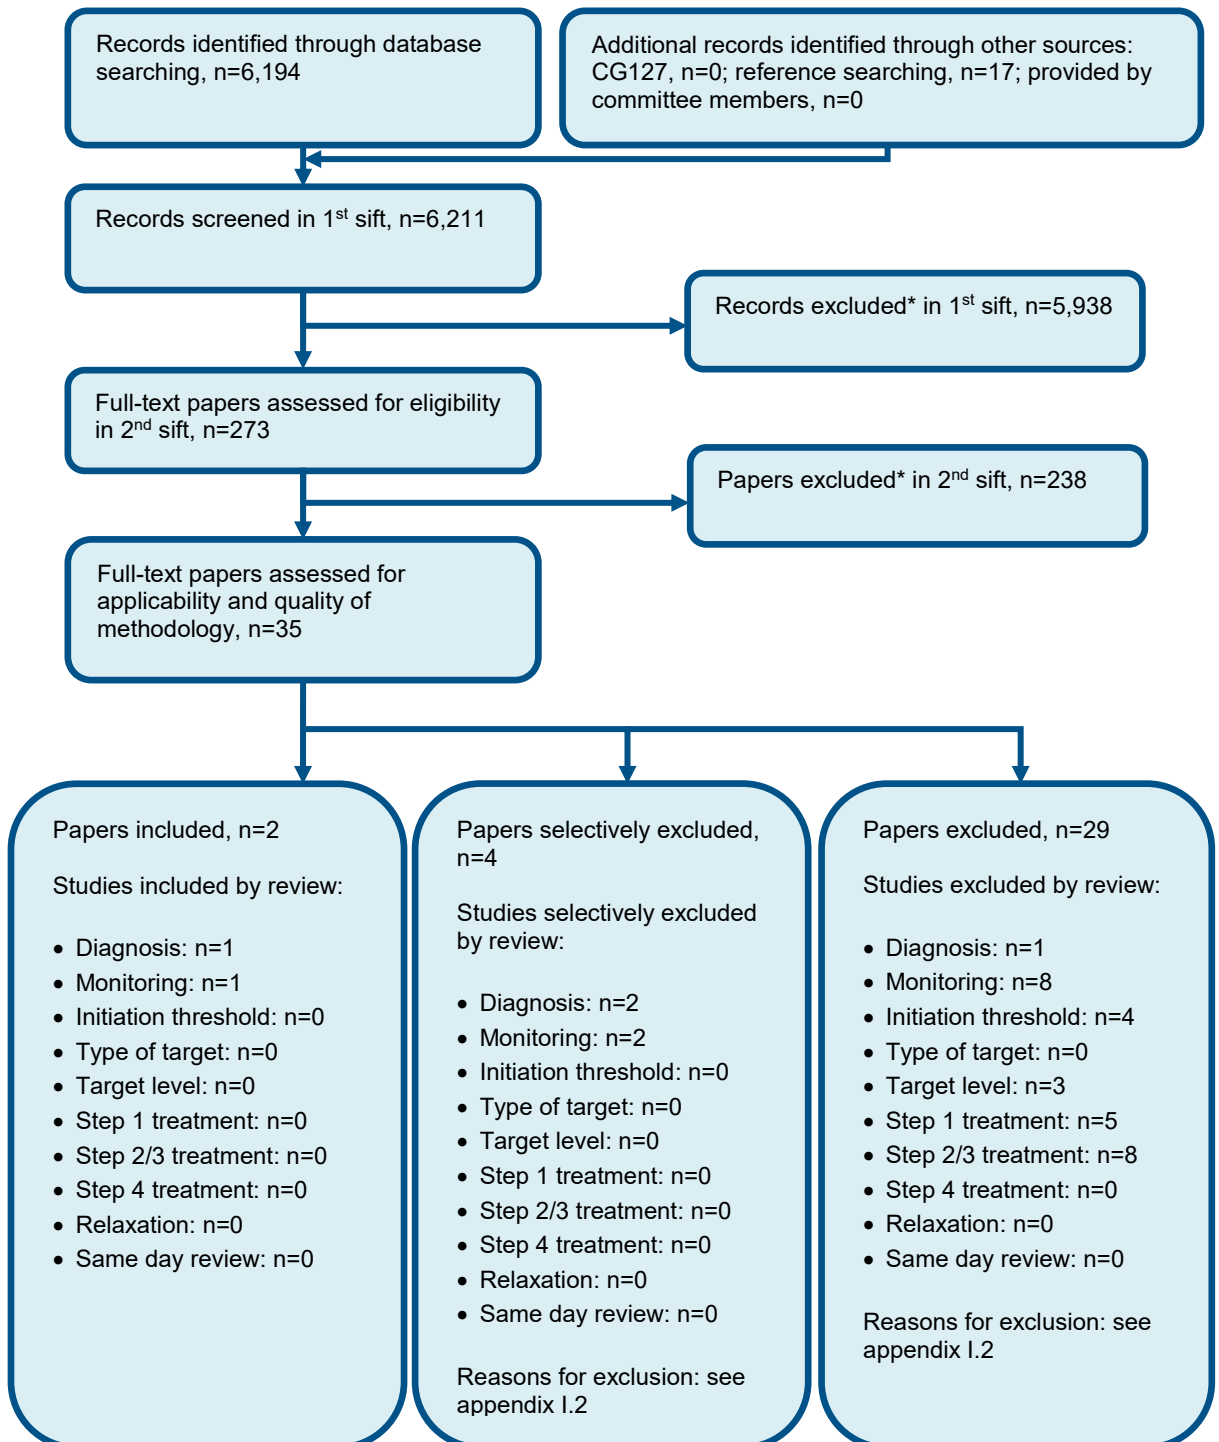 Records identified through database
searching, n=6,194
Additional records identified through other sources:
CG127, n=0; reference searching, n=17; provided by
committee members, n=0
Records screened in 1st sift, n=6,211
Records excluded* in 1st sift, n=5,938
Full-text papers assessed for eligibility
in 2nd sift, n=273
Papers excluded* in 2nd sift, n=238
Full-text papers assessed for
applicability and quality of
methodology, n=35
Papers included, n=2
Studies included by review:
• Diagnosis: n=1
• Monitoring: n=1
• Initiation threshold: n=0
• Type of target: n=0
• Target level: n=0
• Step 1 treatment: n=0
• Step 2/3 treatment: n=0
• Step 4 treatment: n=0
• Relaxation: n=0
• Same day review: n=0
Papers selectively excluded,
n=4
Studies selectively excluded
by review:
• Diagnosis: n=2
• Monitoring: n=2
• Initiation threshold: n=0
• Type of target: n=0
• Target level: n=0
• Step 1 treatment: n=0
• Step 2/3 treatment: n=0
• Step 4 treatment: n=0
• Relaxation: n=0
• Same day review: n=0
Reasons for exclusion: see
appendix I.2
Papers excluded, n=29
Studies excluded by review:
• Diagnosis: n=1
• Monitoring: n=8
• Initiation threshold: n=4
• Type of target: n=0
• Target level: n=3
• Step 1 treatment: n=5
• Step 2/3 treatment: n=8
• Step 4 treatment: n=0
• Relaxation: n=0
• Same day review: n=0
Reasons for exclusion: see
appendix I.2